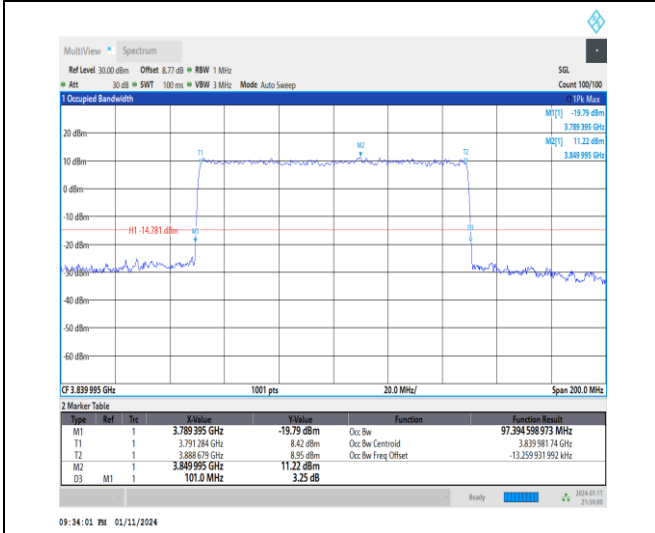 MultiView Spectrum
Ref Level 30.00 dBm Offset 8.77 dB RBW 1 MHz SGL
Att 30 dB SWT 100 ms VBW 3 MHz Mode Auto Sweep Count 100/100
1 Occupied Bandwidth 1Pk Max
M1[1] -19.79 dBm
3.789 395 GHz
M2[1] 11.22 dBm
3.849 995 GHz
20 dBm
M2
T1
T2
10 dBm
0 dBm
-10 dBm
H1 -14.781 dBm
M1
D3
-20 dBm
-30 dBm
-40 dBm
-50 dBm
-60 dBm
CF 3.839 995 GHz 1001 pts 20.0 MHz/ Span 200.0 MHz
2 Marker Table
Type Ref Trc X-Value Y-Value Function Function Result
M1 1 3.789 395 GHz -19.79 dBm Occ Bw 97.394 598 973 MHz
T1 1 3.791 284 GHz 8.42 dBm Occ Bw Centroid 3.839 981 74 GHz
T2 1 3.888 679 GHz 8.95 dBm Occ Bw Freq Offset -13.259 931 992 kHz
M2 1 3.849 995 GHz 11.22 dBm
D3 M1 1 101.0 MHz 3.25 dB
Ready 2024-01-11
21:34:00
09:34:01 PM 01/11/2024